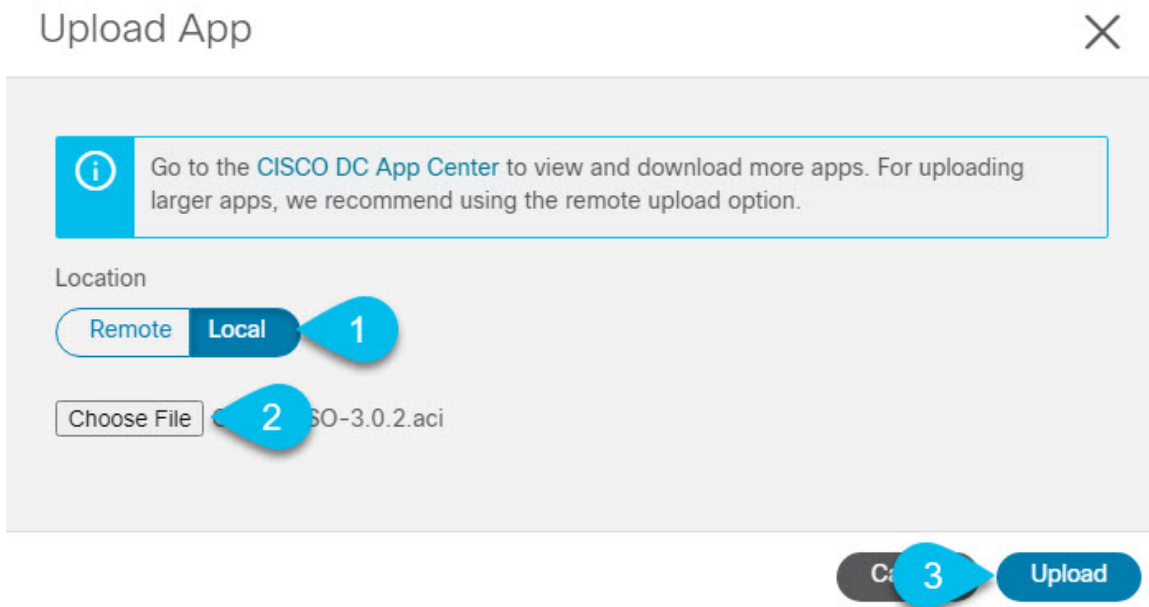 Upload App
Go to the CISCO DC App Center to view and download more apps. For uploading
larger apps, we recommend using the remote upload option.
Location
Remote Local 1
Choose File 2 SO-3.0.2.aci
3 Upload